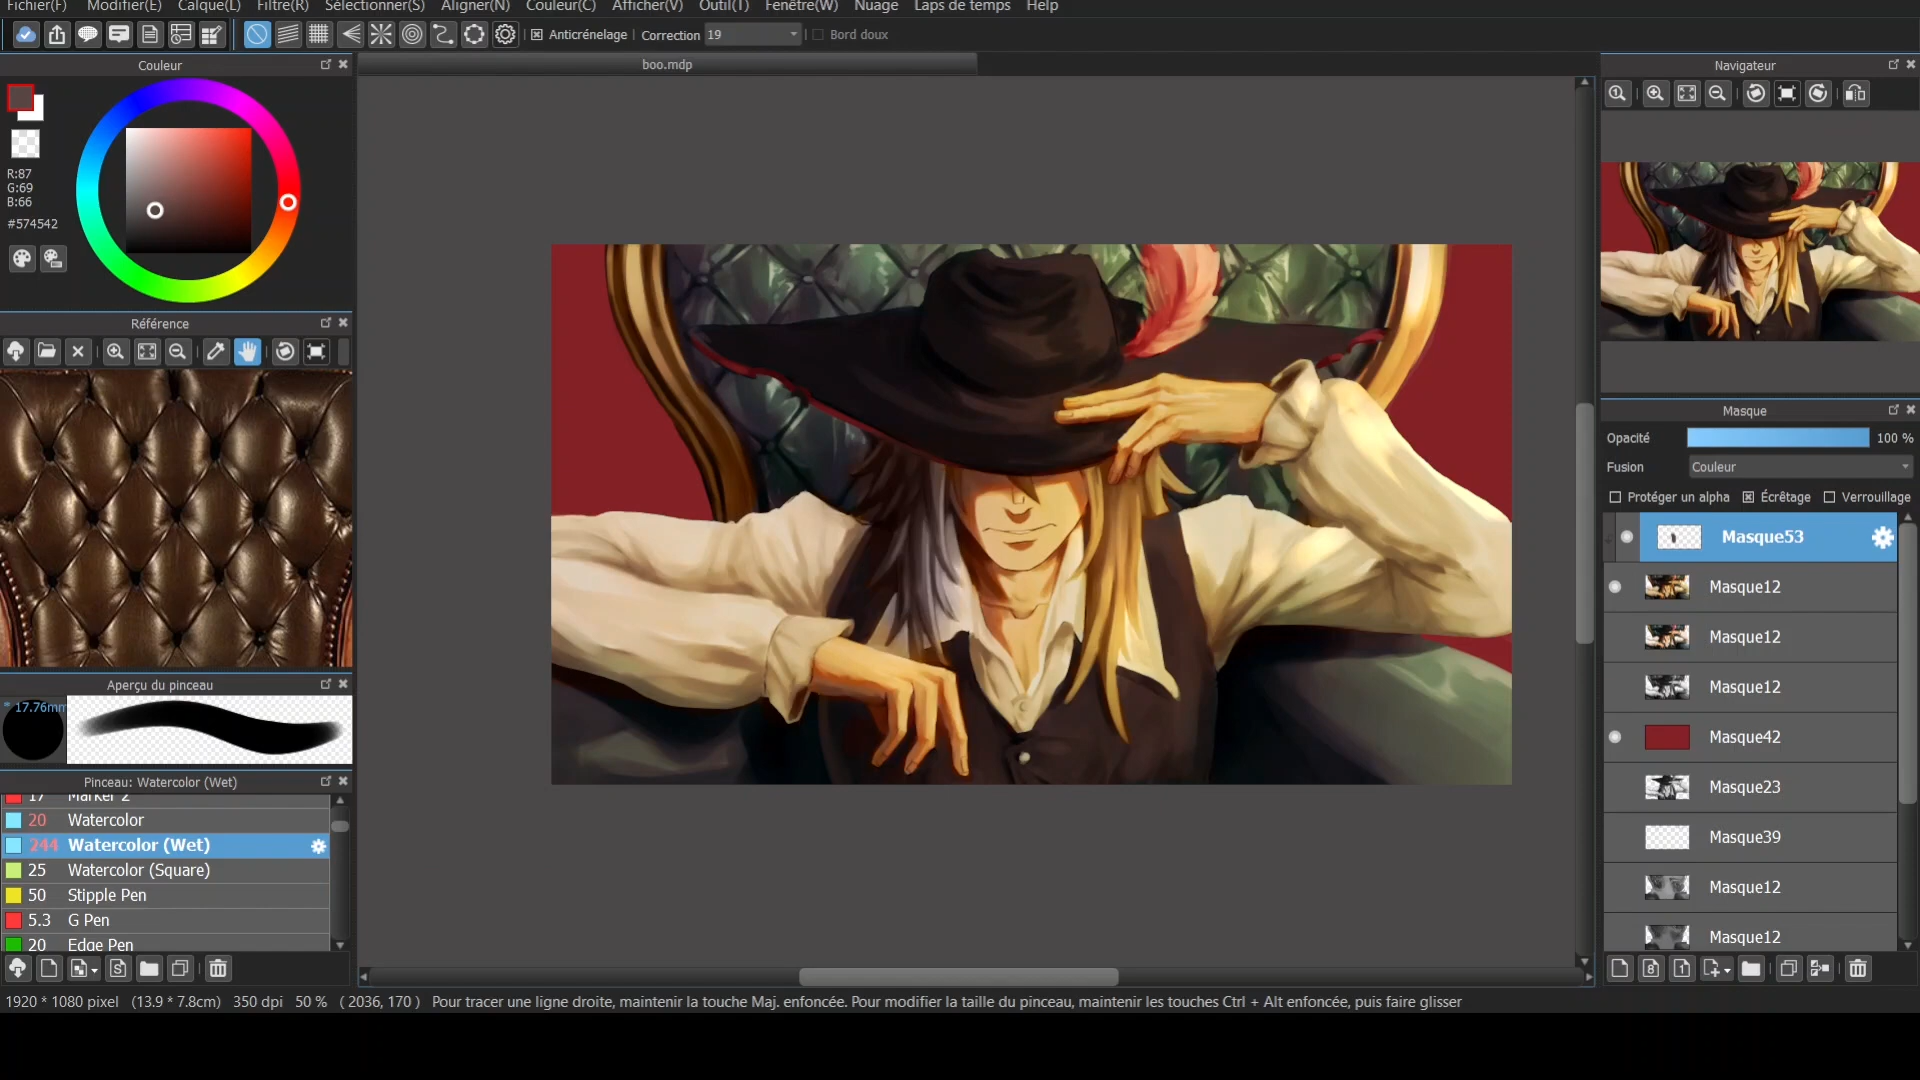 Fichier(F) Modifier(E) Calque(L) Filtre(R) Sélectionner(S) Aligner(N) Couleur(C) Afficher(V) Outil(T) Fenêtre(W) Nuage Laps de temps Help
Anticrénelage Correction 19 Bord doux
Couleur
boo.mdp
Navigateur
R:87
G:69
B:66
#574542
Référence
Aperçu du pinceau
* 17.76mm
Pinceau: Watercolor (Wet)
17 Marker 2
20 Watercolor
244 Watercolor (Wet)
25 Watercolor (Square)
50 Stipple Pen
5.3 G Pen
20 Edge Pen
Masque
Opacité 100 %
Fusion Couleur
Protéger un alpha Écrêtage Verrouillage
Masque53
Masque12
Masque12
Masque12
Masque42
Masque23
Masque39
Masque12
Masque12
1920 * 1080 pixel (13.9 * 7.8cm) 350 dpi 50 % ( 2036, 170 ) Pour tracer une ligne droite, maintenir la touche Maj. enfoncée. Pour modifier la taille du pinceau, maintenir les touches Ctrl + Alt enfoncée, puis faire glisser